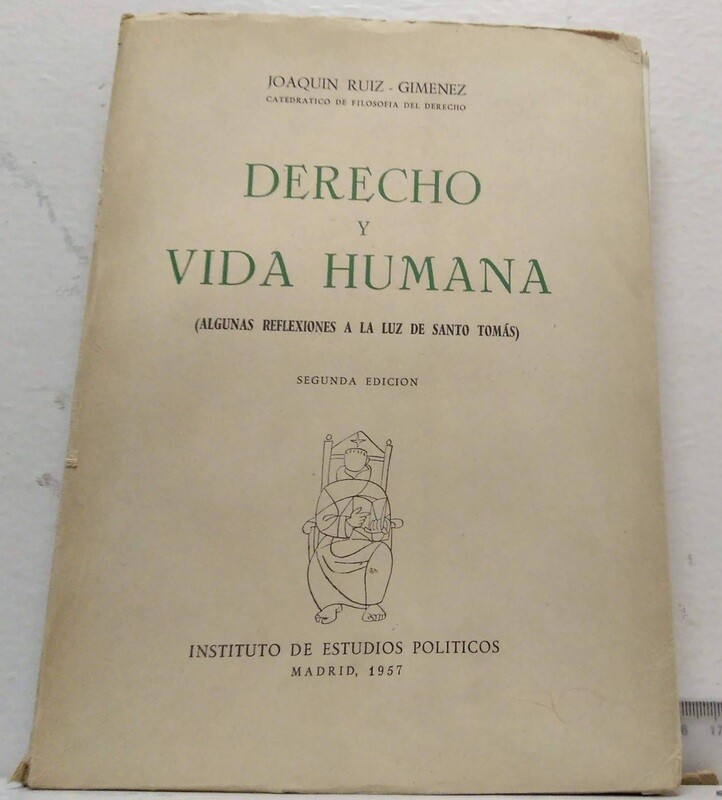 JOAQUIN RUIZ - GIMENEZ
CATEDRATICO DE FILOSOFIA DEL DERECHO
DERECHO
Y
VIDA HUMANA
(ALGUNAS REFLEXIONES A LA LUZ DE SANTO TOMÁS)
SEGUNDA EDICION
INSTITUTO DE ESTUDIOS POLITICOS
MADRID, 1957